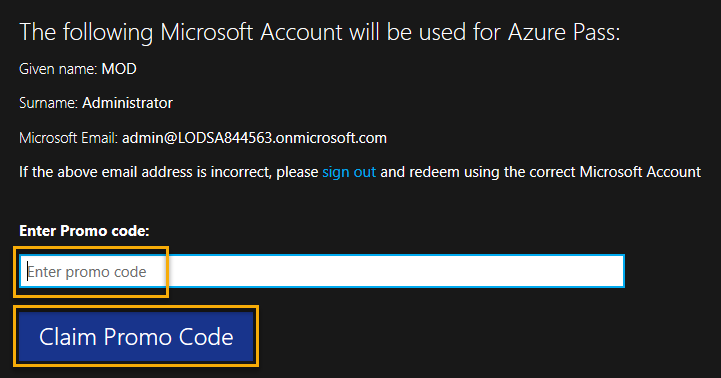 The following Microsoft Account will be used for Azure Pass:
Given name: MOD
Surname: Administrator
Microsoft Email: admin@LODSA844563.onmicrosoft.com
If the above email address is incorrect, please sign out and redeem using the correct Microsoft Account
Enter Promo code:
Enter promo code
Claim Promo Code